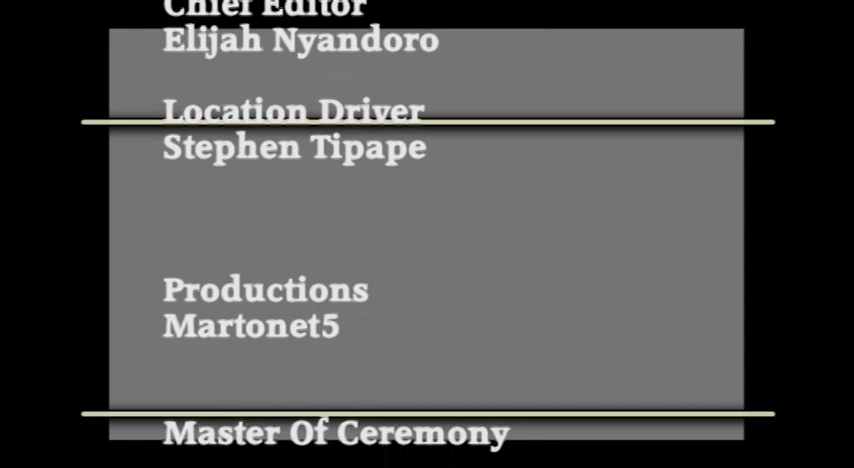 Chief Editor
Elijah Nyandoro
Location Driver
Stephen Tipape
Productions
Martonet5
Master Of Ceremony